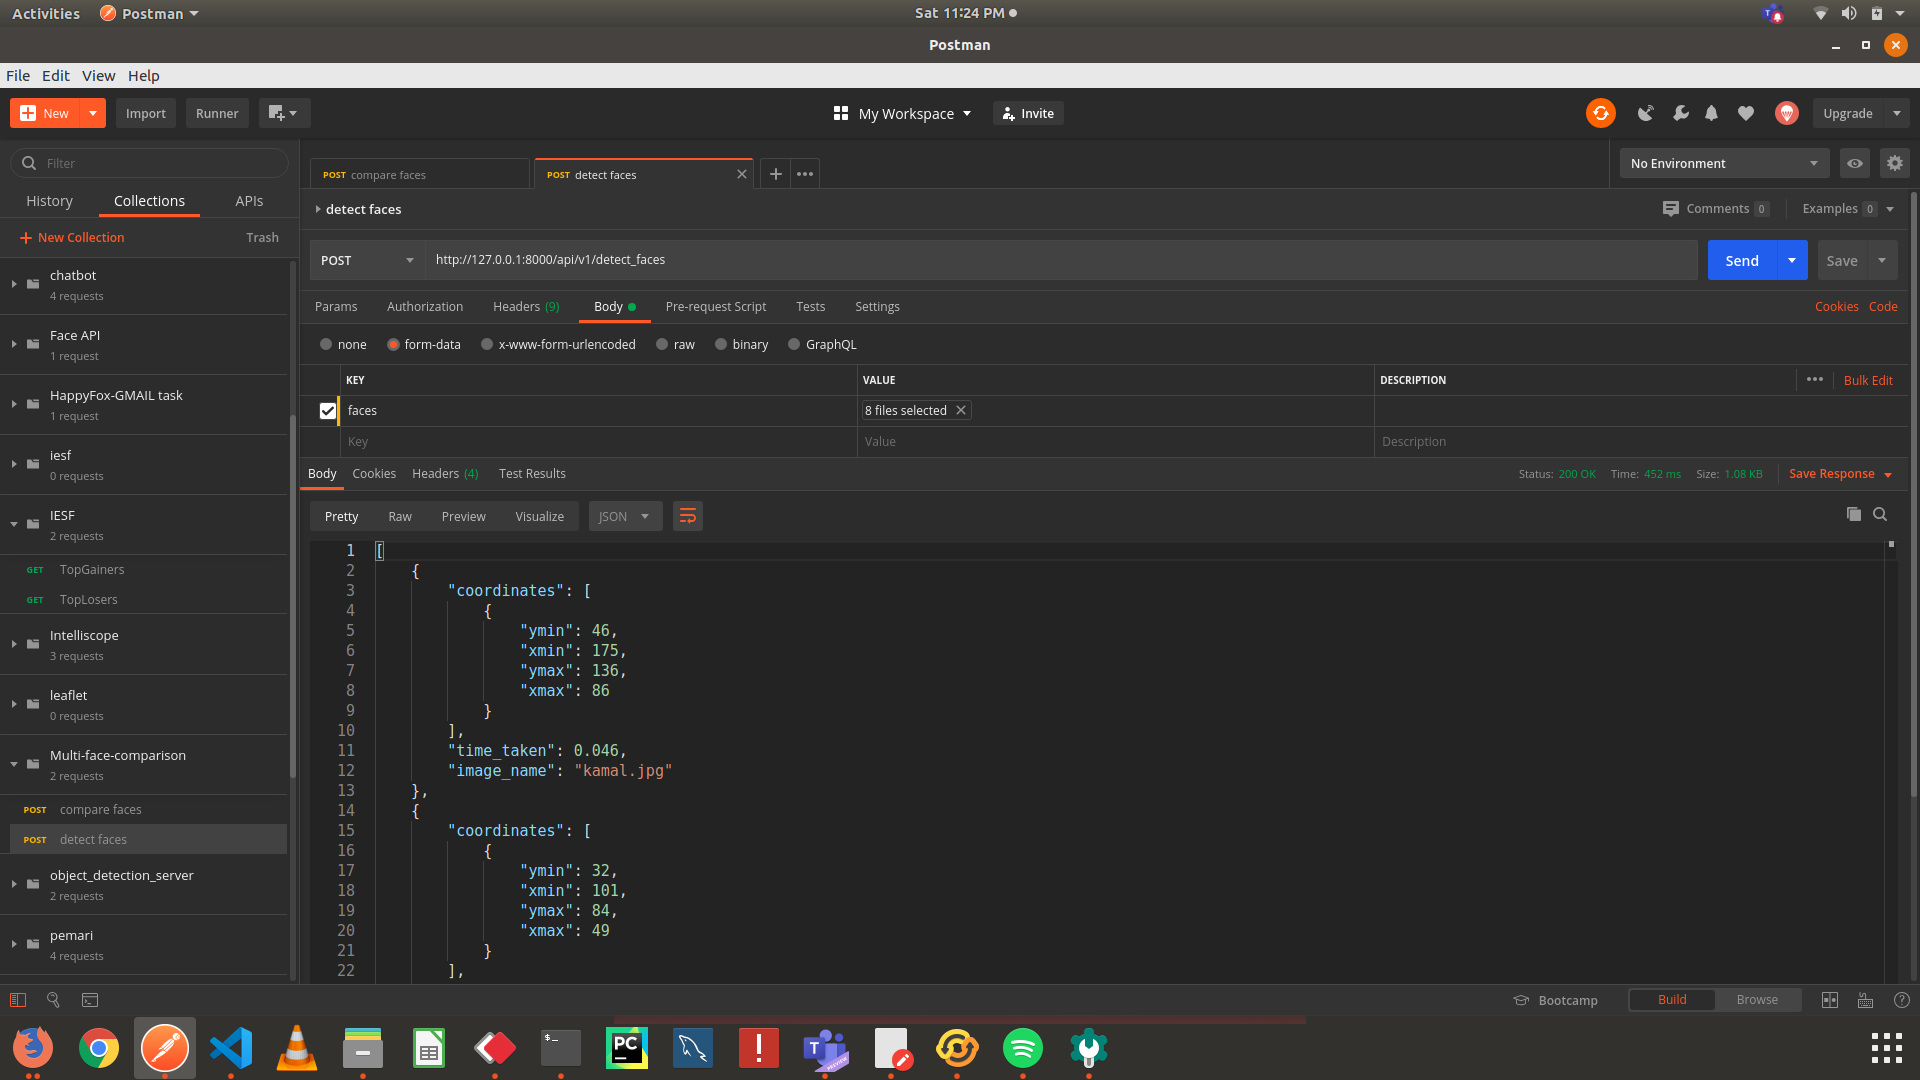 Activities Postman Sat 11:24 PM
Postman
File Edit View Help
New Import Runner My Workspace Invite Upgrade
Filter
History Collections APIs
New Collection Trash
chatbot
4 requests
Face API
1 request
HappyFox-GMAIL task
1 request
iesf
0 requests
IESF
2 requests
GET TopGainers
GET TopLosers
Intelliscope
3 requests
leaflet
0 requests
Multi-face-comparison
2 requests
POST compare faces
POST detect faces
object_detection_server
2 requests
pemari
4 requests
POST compare faces POST detect faces No Environment
detect faces Comments 0 Examples 0
POST http://127.0.0.1:8000/api/v1/detect_faces Send Save
Params Authorization Headers (9) Body Pre-request Script Tests Settings Cookies Code
none form-data x-www-form-urlencoded raw binary GraphQL
KEY VALUE DESCRIPTION Bulk Edit
faces 8 files selected
Key Value Description
Body Cookies Headers (4) Test Results Status: 200 OK Time: 452 ms Size: 1.08 KB Save Response
Pretty Raw Preview Visualize JSON
1 [
2 {
3 "coordinates": [
4 {
5 "ymin": 46,
6 "xmin": 175,
7 "ymax": 136,
8 "xmax": 86
9 }
10 ],
11 "time_taken": 0.046,
12 "image_name": "kamal.jpg"
13 },
14 {
15 "coordinates": [
16 {
17 "ymin": 32,
18 "xmin": 101,
19 "ymax": 84,
20 "xmax": 49
21 }
22 ],
Bootcamp Build Browse
$_ PC ! T PREVIEW